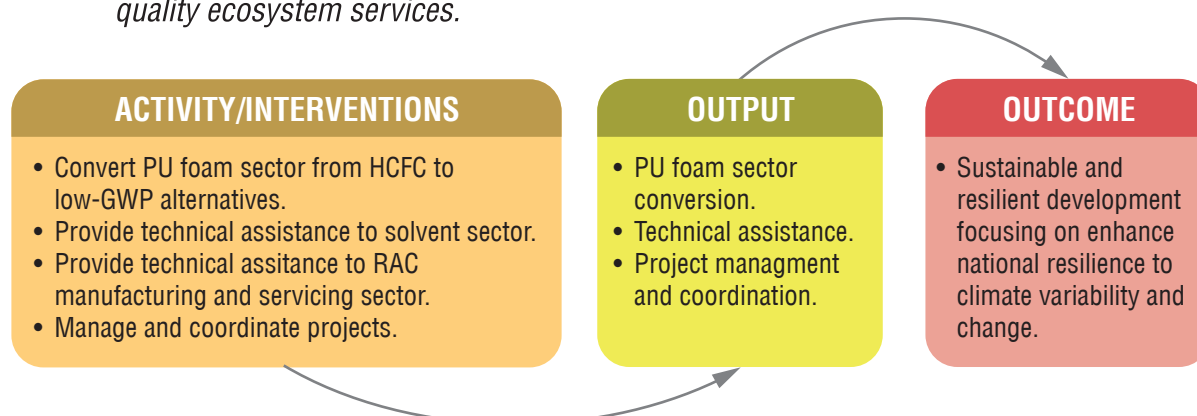 quality ecosystem services.
ACTIVITY/INTERVENTIONS
• Convert PU foam sector from HCFC to
low-GWP alternatives.
• Provide technical assistance to solvent sector.
• Provide technical assitance to RAC
manufacturing and servicing sector.
• Manage and coordinate projects.
OUTPUT
• PU foam sector
conversion.
• Technical assistance.
• Project managment
and coordination.
OUTCOME
• Sustainable and
resilient development
focusing on enhance
national resilience to
climate variability and
change.